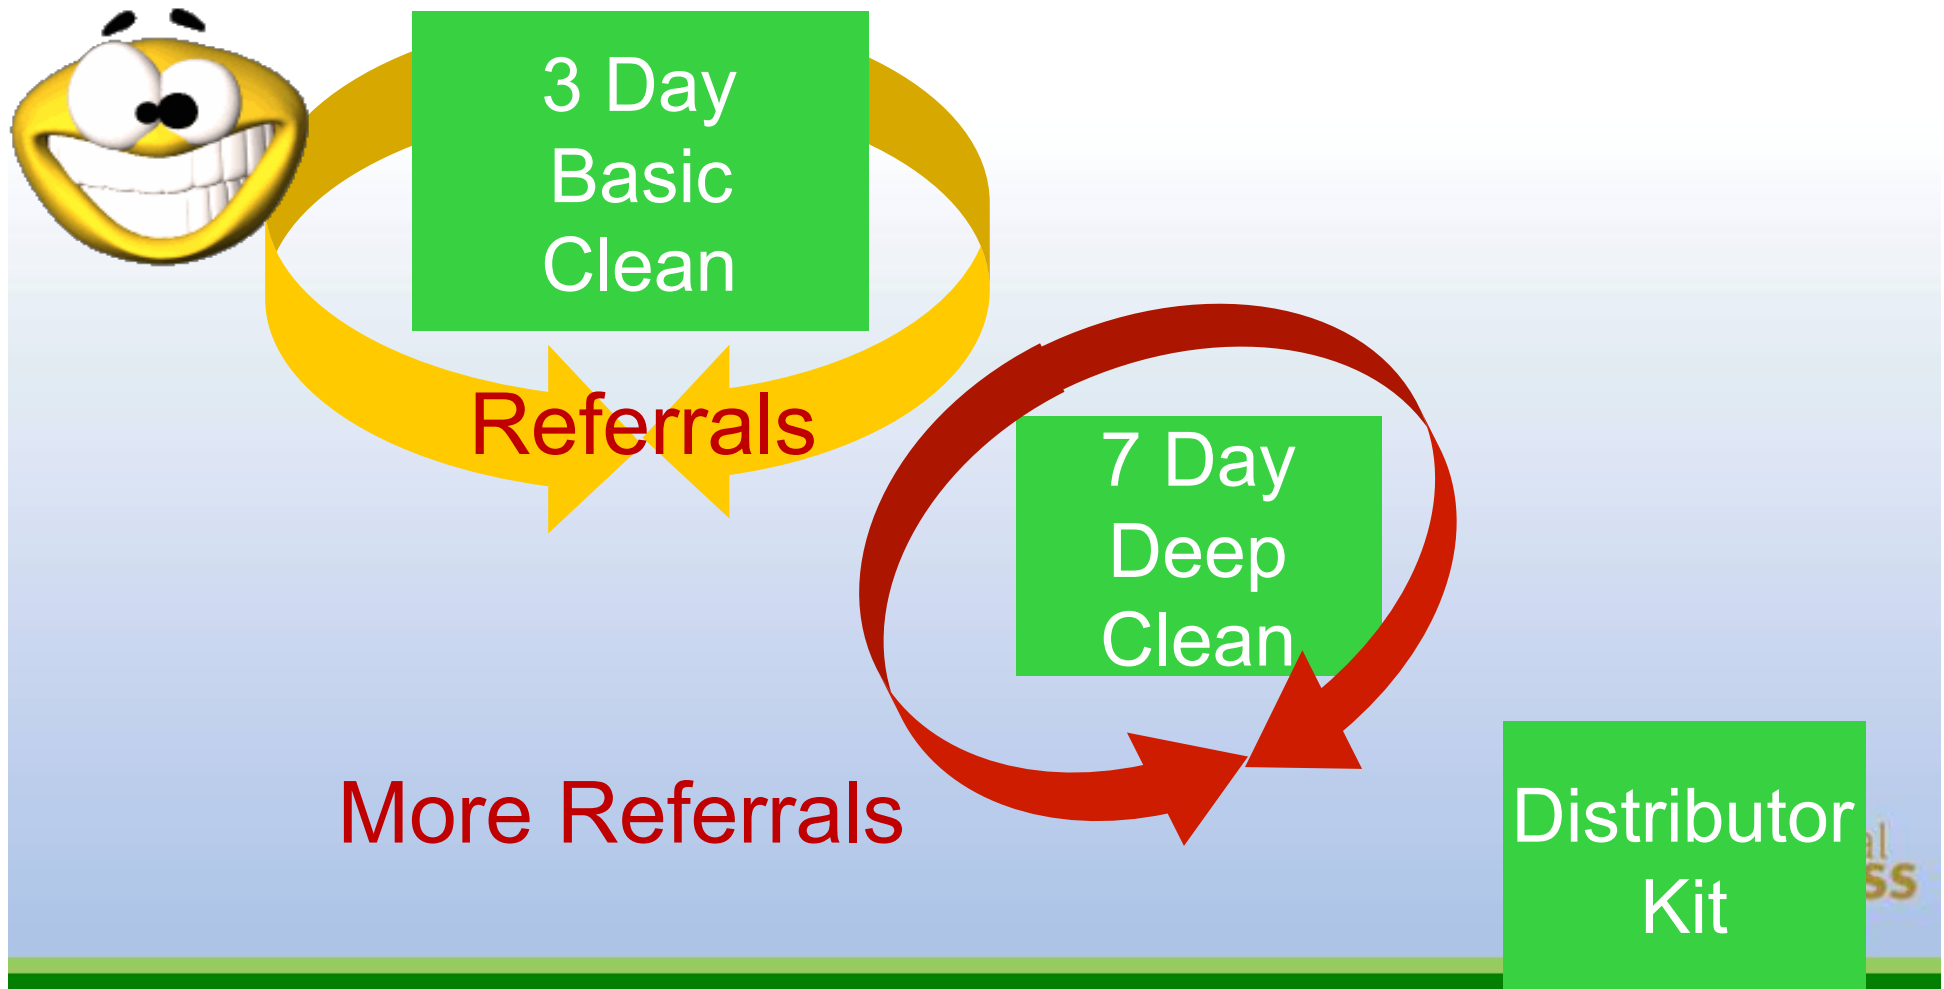 3 Day
Basic
Clean
Referrals
7 Day
Deep
Clean
More Referrals
Distributor
Kit